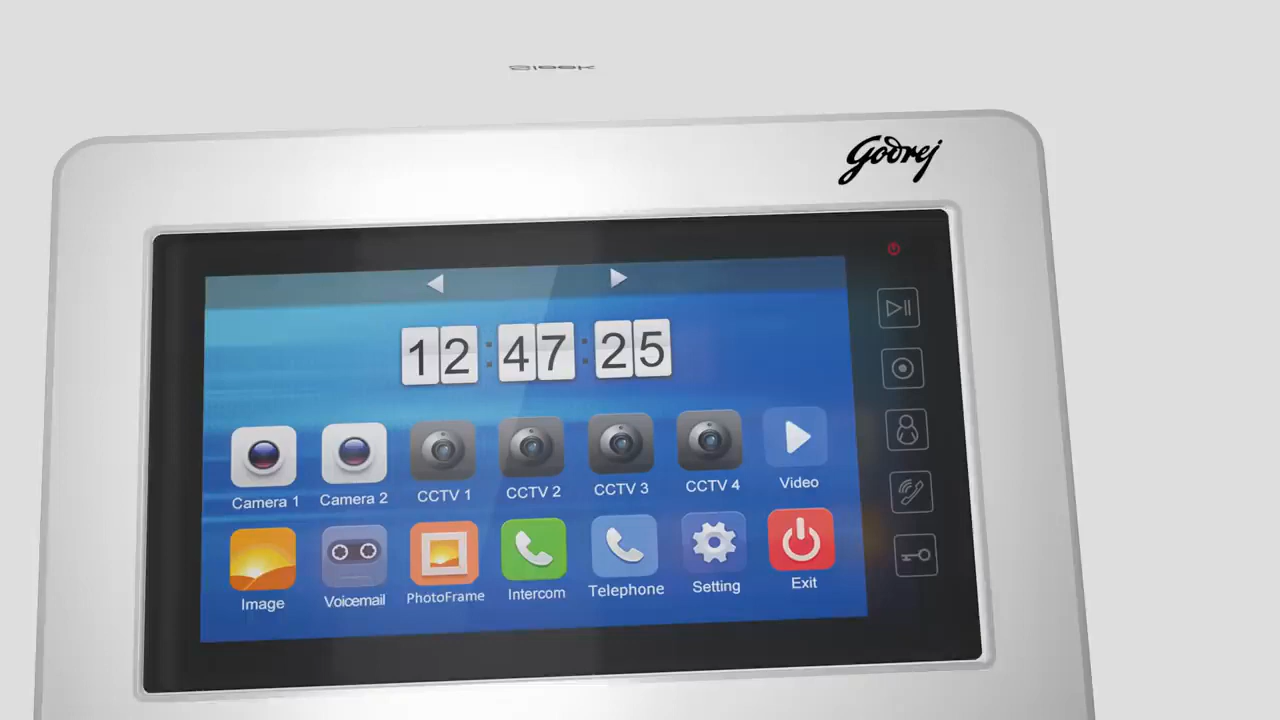 Godrej
12:47:25
Camera 1 Camera 2 CCTV 1 CCTV 2 CCTV 3 CCTV 4 Video
Image Voicemail PhotoFrame Intercom Telephone Setting Exit